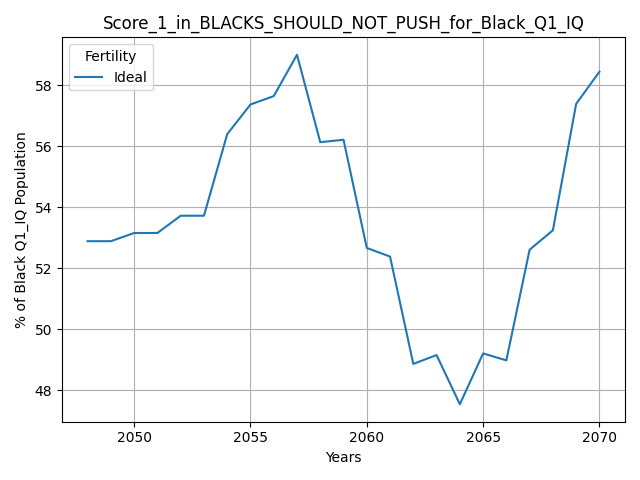 Score_1_in_BLACKS_SHOULD_NOT_PUSH_for_Black_Q1_IQ
Fertility
Ideal
% of Black Q1_IQ Population
58
56
54
52
50
48
2050
2055
2060
2065
2070
Years